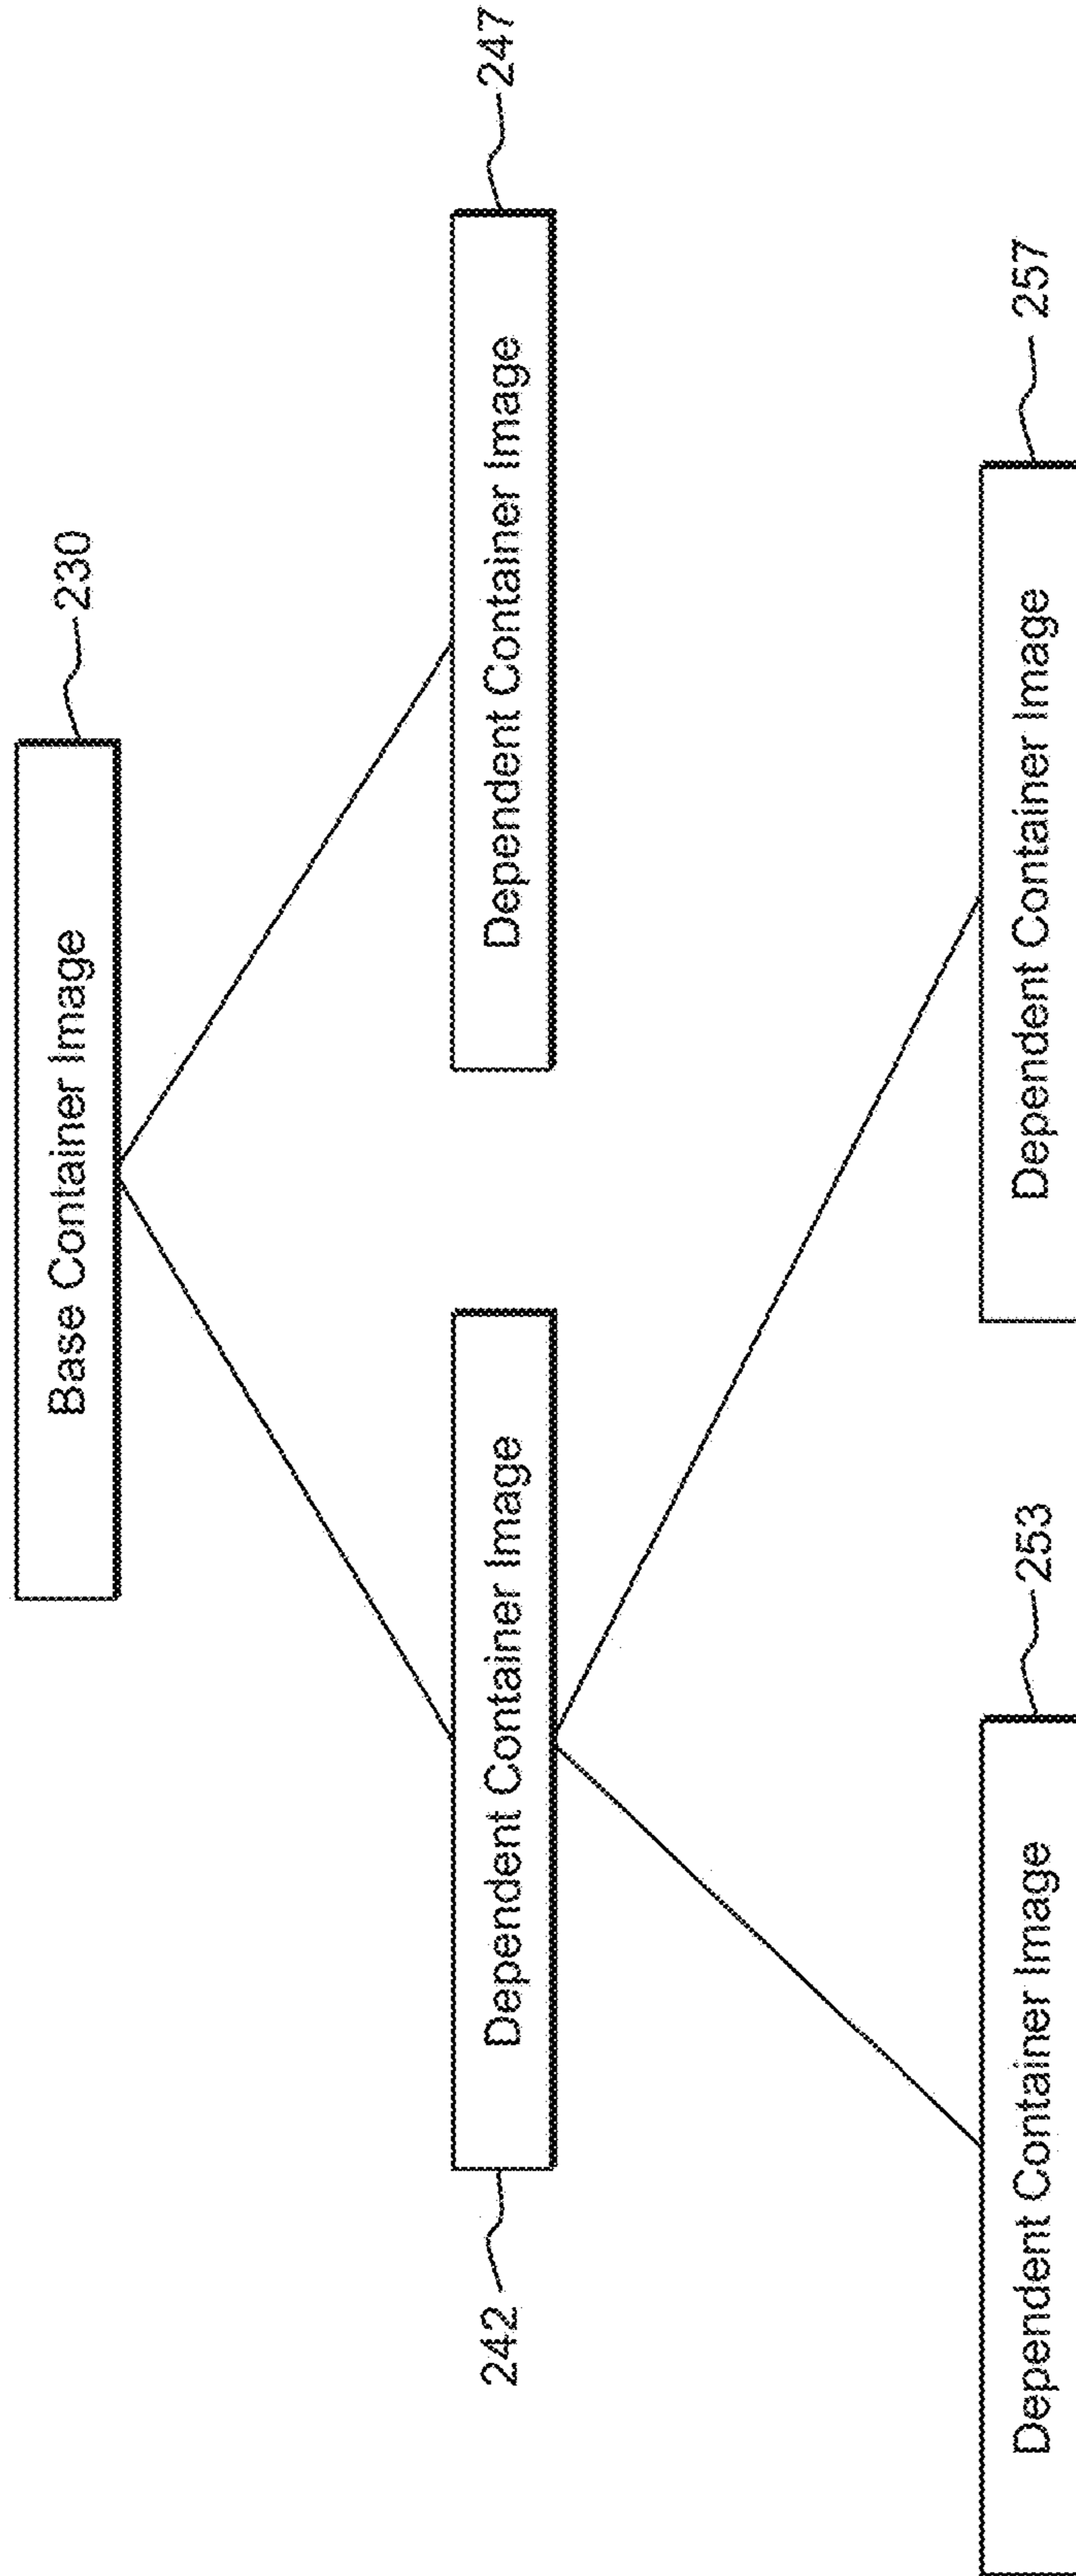 Base Container Image
230
242
Dependent Container Image
Dependent Container Image
247
Dependent Container Image
253
Dependent Container Image
257